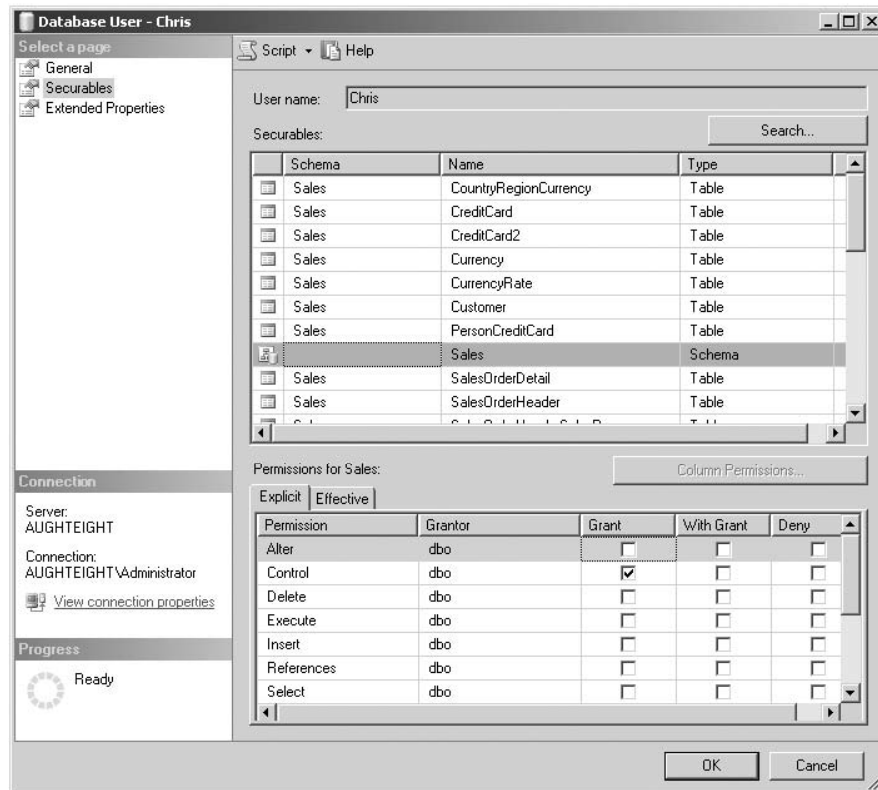 Database User - Chris
Select a page
General
Securables
Extended Properties
Script
Help
User name: Chris
Securables:
Search...
Schema Name Type
Sales CountryRegionCurrency Table
Sales CreditCard Table
Sales CreditCard2 Table
Sales Currency Table
Sales CurrencyRate Table
Sales Customer Table
Sales PersonCreditCard Table
Sales Schema
Sales SalesOrderDetail Table
Sales SalesOrderHeader Table
Permissions for Sales:
Column Permissions...
Explicit Effective
Permission Grantor Grant With Grant Deny
Alter dbo
Control dbo
Delete dbo
Execute dbo
Insert dbo
References dbo
Select dbo
Connection
Server:
AUGHTEIGHT
Connection:
AUGHTEIGHT\Administrator
View connection properties
Progress
Ready
OK
Cancel